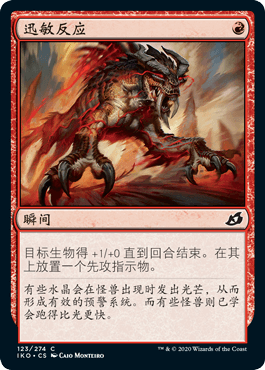 迅敏反应
瞬间
目标生物得+1/+0直到回合结束。在其
上放置一个先攻指示物。
有些水晶会在怪兽出现时发出光芒，从而
形成有效的预警系统。而有些怪兽则已学
会跑得比光更快。
123/274 C
IKO • CS CAIO MONTEIRO
™ & © 2020 Wizards of the Coast